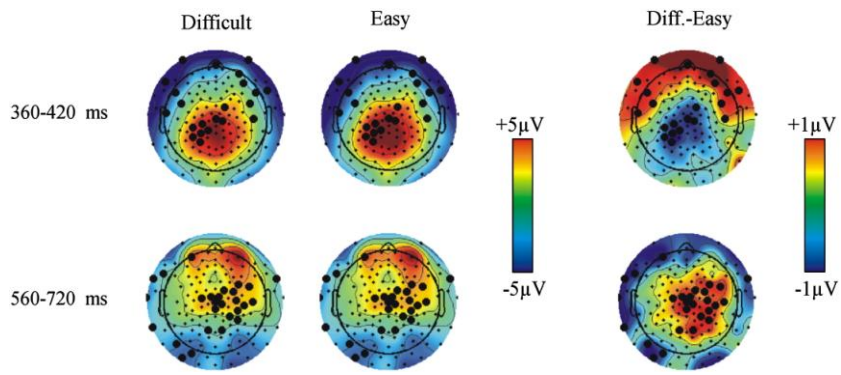 Difficult Easy Diff.-Easy
360-420 ms
+5µV +1µV
560-720 ms
-5µV -1µV